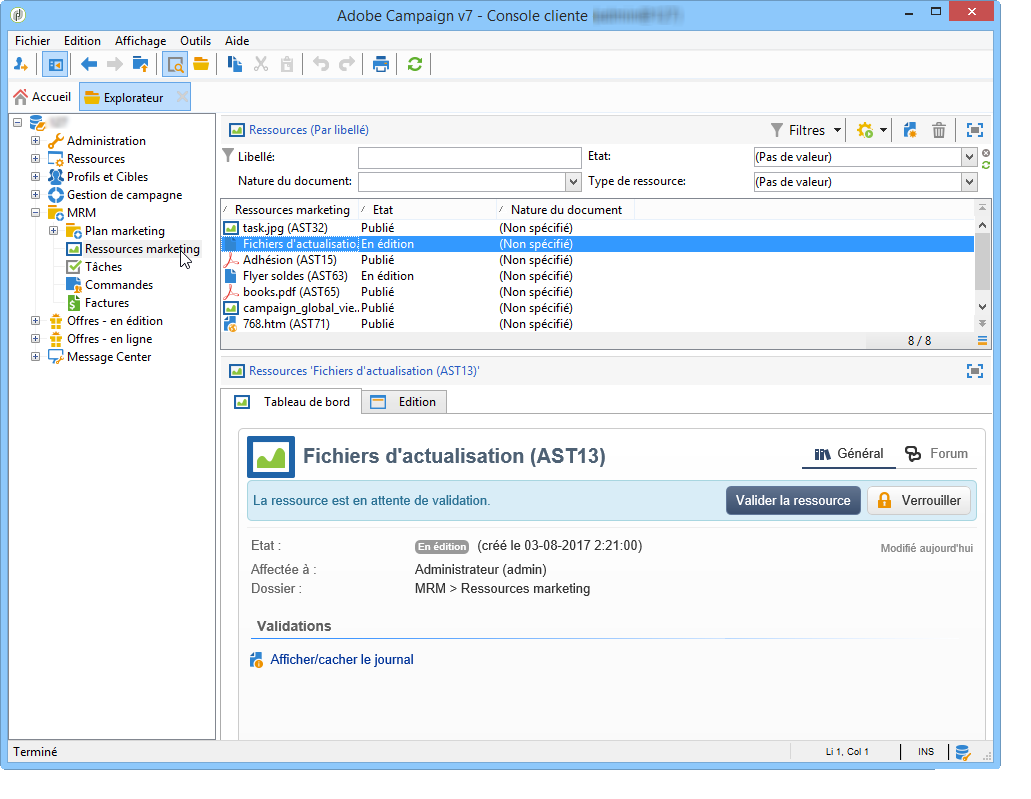 Adobe Campaign v7 - Console cliente
Fichier Edition Affichage Outils Aide
Accueil Explorateur
Administration
Ressources
Profils et Cibles
Gestion de campagne
MRM
Plan marketing
Ressources marketing
Tâches
Commandes
Factures
Offres - en édition
Offres - en ligne
Message Center
Ressources (Par libellé) Filtres
Libellé: Etat: (Pas de valeur)
Nature du document: Type de ressource: (Pas de valeur)
Ressources marketing Etat Nature du document
task.jpg (AST32) Publié (Non spécifié)
Fichiers d'actualisatio.. En édition (Non spécifié)
Adhésion (AST15) Publié (Non spécifié)
Flyer soldes (AST63) En édition (Non spécifié)
books.pdf (AST65) Publié (Non spécifié)
campaign_global_vie.. Publié (Non spécifié)
768.htm (AST71) Publié (Non spécifié)
8 / 8
Ressources 'Fichiers d'actualisation (AST13)'
Tableau de bord Edition
Fichiers d'actualisation (AST13) Général Forum
La ressource est en attente de validation. Valider la ressource Verrouiller
Etat : En édition (créé le 03-08-2017 2:21:00) Modifié aujourd'hui
Affectée à : Administrateur (admin)
Dossier : MRM > Ressources marketing
Validations
Afficher/cacher le journal
Terminé Li 1, Col 1 INS